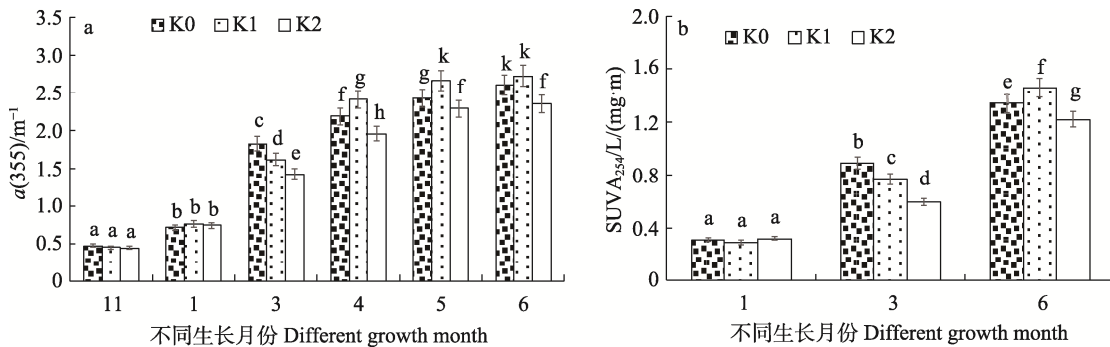 a
K0 K1 K2
3.5
3.0
2.5
2.0
1.5
1.0
0.5
0
a(355)/m⁻¹
a a a
b b b
c d e
f g h
g k f
k k f
11 1 3 4 5 6
不同生长月份 Different growth month
b
K0 K1 K2
2.0
1.6
1.2
0.8
0.4
0
SUVA₂₅₄/L/(mg·m)
a a a
b c d
e f g
1 3 6
不同生长月份 Different growth month